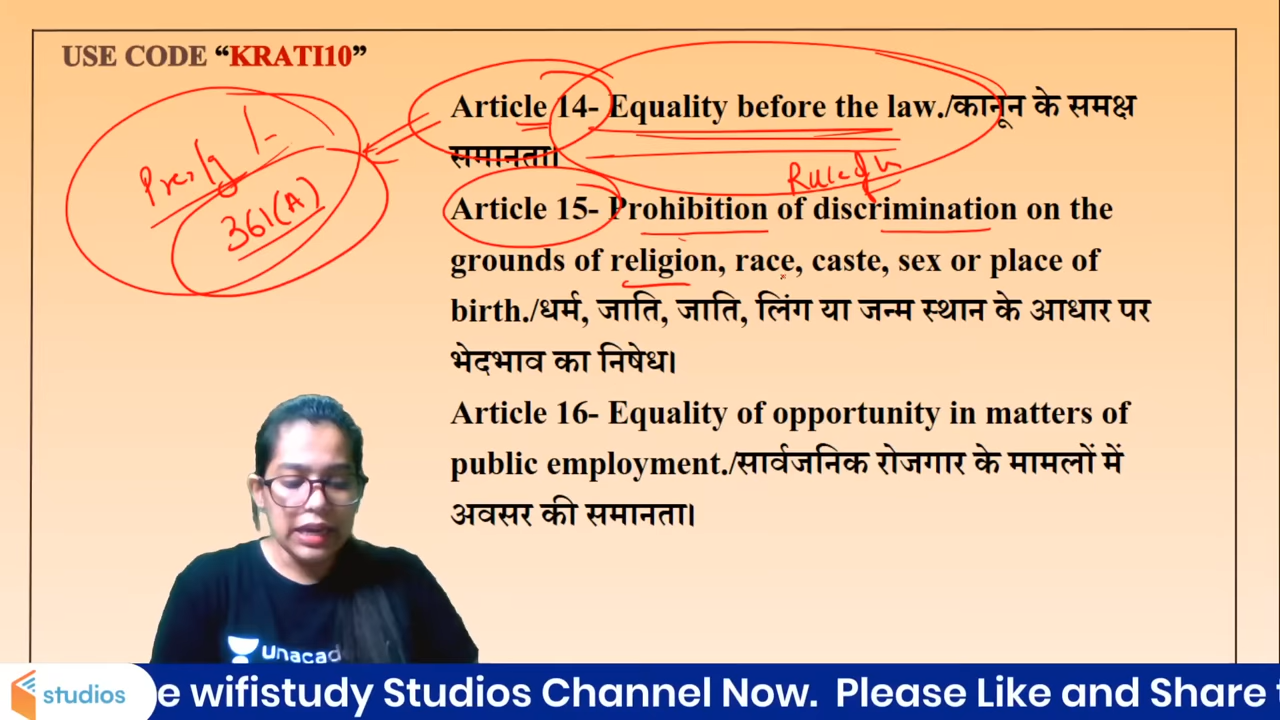 USE CODE “KRATI10”
Article 14- Equality before the law./कानून के समक्ष
समानता।
Rule of
361(A)
Article 15- Prohibition of discrimination on the
grounds of religion, race, caste, sex or place of
birth./धर्म, जाति, जाति, लिंग या जन्म स्थान के आधार पर
भेदभाव का निषेध।
Article 16- Equality of opportunity in matters of
public employment./सार्वजनिक रोजगार के मामलों में
अवसर की समानता।
unacad
studios
e wifistudy Studios Channel Now. Please Like and Share